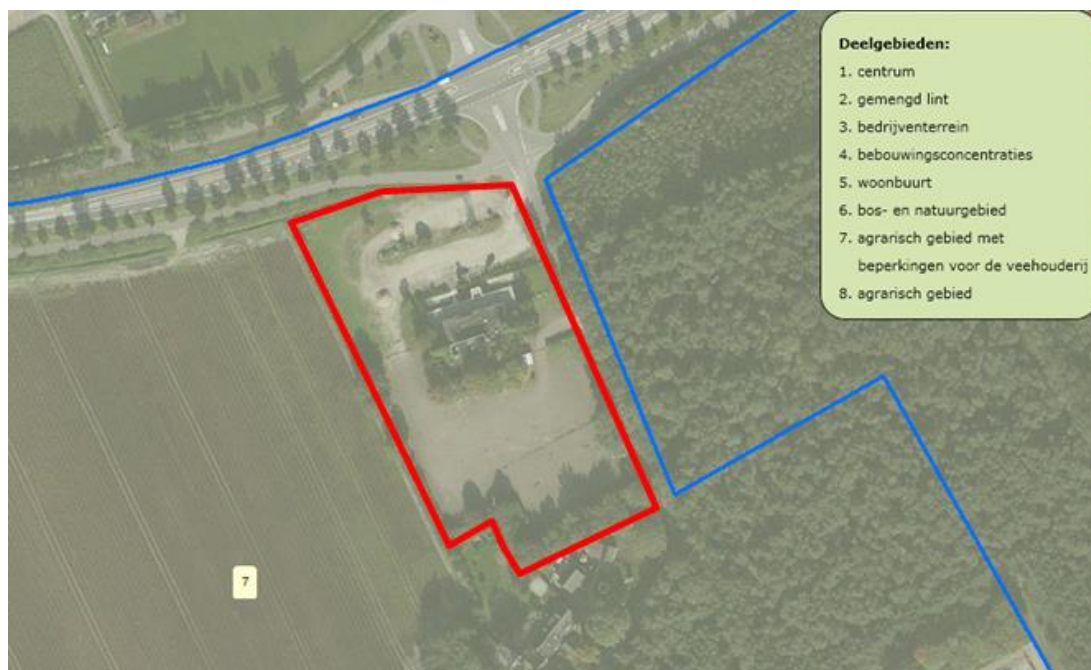 Deelgebieden:
1. centrum
2. gemengd lint
3. bedrijventerrein
4. bebouwingsconcentraties
5. woonbuurt
6. bos- en natuurgebied
7. agrarisch gebied met
beperkingen voor de veehouderij
8. agrarisch gebied
7